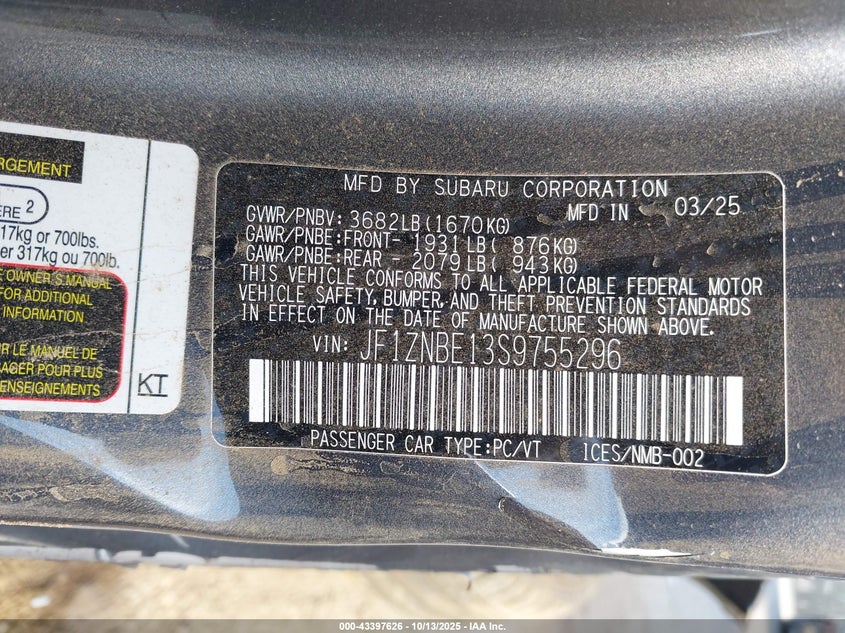 RGEMENT
ERE 2
17kg or 700lbs.
er 317kg ou 700lb.
E OWNER'S MANUAL
FOR ADDITIONAL
INFORMATION
R LE MANUEL DE
AGER POUR PLUS
ENSEIGNEMENTS
KT
MFD BY SUBARU CORPORATION
GVWR/PNBV: 3682LB(1670KG) MFD IN 03/25
GAWR/PNBE:FRONT- 1931LB( 876KG)
GAWR/PNBE:REAR - 2079LB( 943KG)
THIS VEHICLE CONFORMS TO ALL APPLICABLE FEDERAL MOTOR
VEHICLE SAFETY, BUMPER, AND THEFT PREVENTION STANDARDS
IN EFFECT ON THE DATE OF MANUFACTURE SHOWN ABOVE.
VIN: JF1ZNBE13S9755296
PASSENGER CAR TYPE:PC/VT ICES/NMB-002
000-43397626 | 10/13/2025 | IAA Inc.